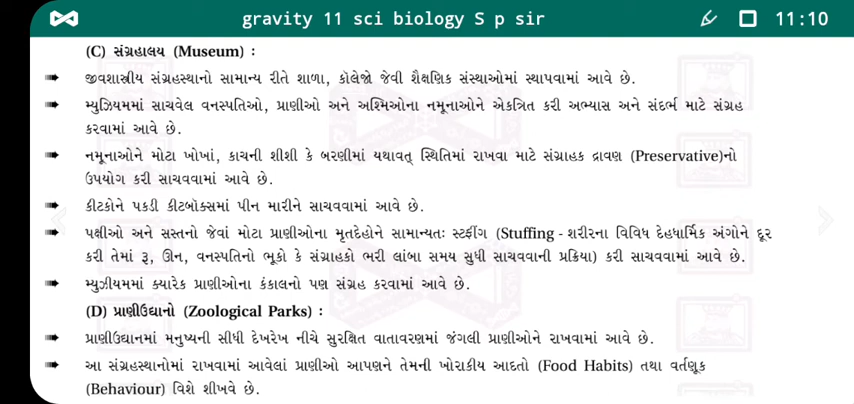 gravity 11 sci biology S p sir
11:10
(C) સંગ્રહાલય (Museum) :
➠ જીવશાસ્ત્રીય સંગ્રહસ્થાનો સામાન્ય રીતે શાળા, કૉલેજો જેવી શૈક્ષણિક સંસ્થાઓમાં સ્થાપવામાં આવે છે.
➠ મ્યુઝિયમમાં સાચવેલ વનસ્પતિઓ, પ્રાણીઓ અને અશ્મિઓના નમૂનાઓને એકત્રિત કરી અભ્યાસ અને સંદર્ભ માટે સંગ્રહ
કરવામાં આવે છે.
➠ નમૂનાઓને મોટા ખોખાં, કાચની શીશી કે બરણીમાં યથાવત્ સ્થિતિમાં રાખવા માટે સંગ્રાહક દ્રાવણ (Preservative)નો
ઉપયોગ કરી સાચવવામાં આવે છે.
➠ કીટકોને પકડી કીટબૉક્સમાં પીન મારીને સાચવવામાં આવે છે.
➠ પક્ષીઓ અને સસ્તનો જેવાં મોટા પ્રાણીઓના મૃતદેહોને સામાન્યતઃ સ્ટફીંગ (Stuffing - શરીરના વિવિધ દેહધાર્મિક અંગોને દૂર
કરી તેમાં રૂ, ઊન, વનસ્પતિનો ભૂકો કે સંગ્રાહકો ભરી લાંબા સમય સુધી સાચવવાની પ્રક્રિયા) કરી સાચવવામાં આવે છે.
➠ મ્યુઝીયમમાં ક્યારેક પ્રાણીઓના કંકાલનો પણ સંગ્રહ કરવામાં આવે છે.
(D) પ્રાણીઉદ્યાનો (Zoological Parks) :
➠ પ્રાણીઉદ્યાનમાં મનુષ્યની સીધી દેખરેખ નીચે સુરક્ષિત વાતાવરણમાં જંગલી પ્રાણીઓને રાખવામાં આવે છે.
➠ આ સંગ્રહસ્થાનોમાં રાખવામાં આવેલાં પ્રાણીઓ આપણને તેમની ખોરાકીય આદતો (Food Habits) તથા વર્તણૂક
(Behaviour) વિશે શીખવે છે.